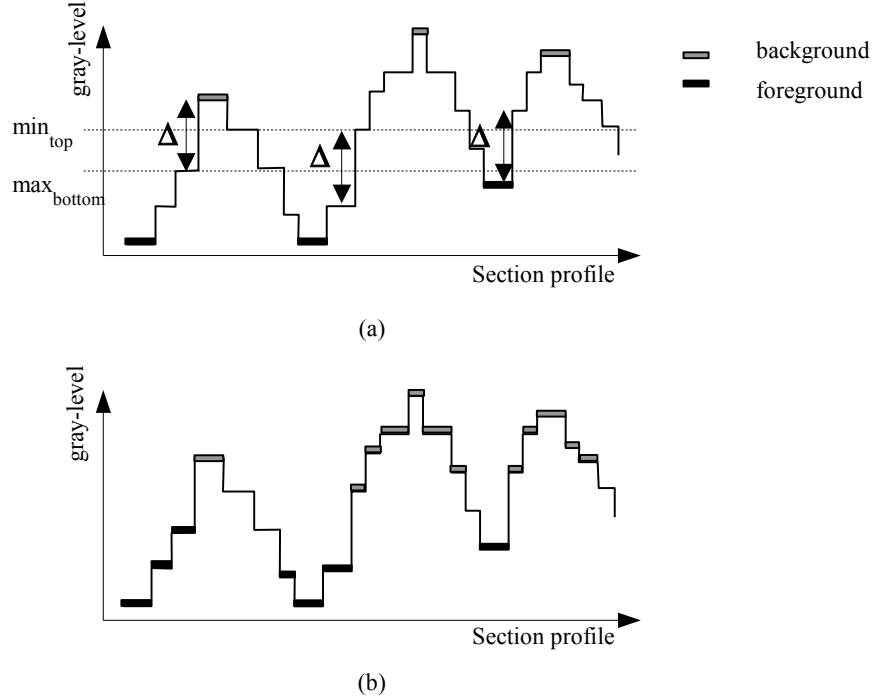 gray-level
background
foreground
min_top
Δ
Δ
Δ
max_bottom
Section profile
(a)
gray-level
Section profile
(b)